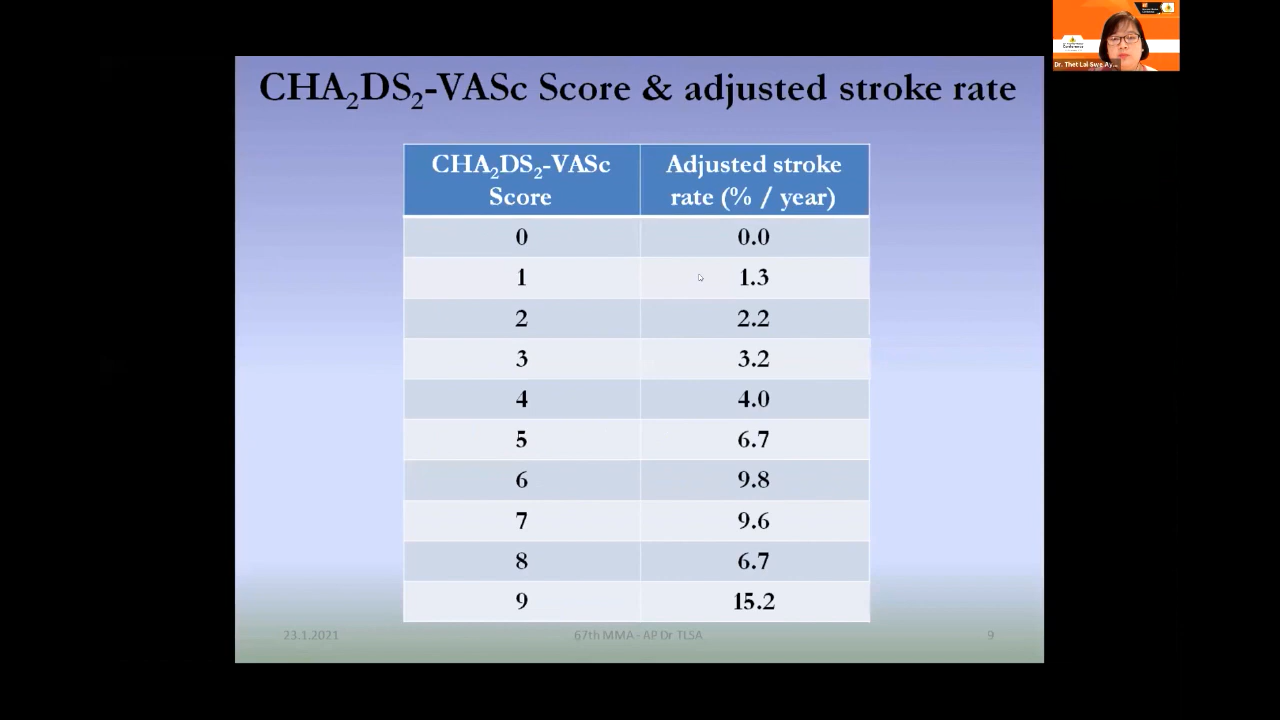 Dr. Thet Lai Swe Ay...
CHA₂DS₂-VASc Score & adjusted stroke rate
CHA₂DS₂-VASc Score Adjusted stroke rate (% / year)
0 0.0
1 1.3
2 2.2
3 3.2
4 4.0
5 6.7
6 9.8
7 9.6
8 6.7
9 15.2
23.1.2021 67th MMA - AP Dr TLSA 9